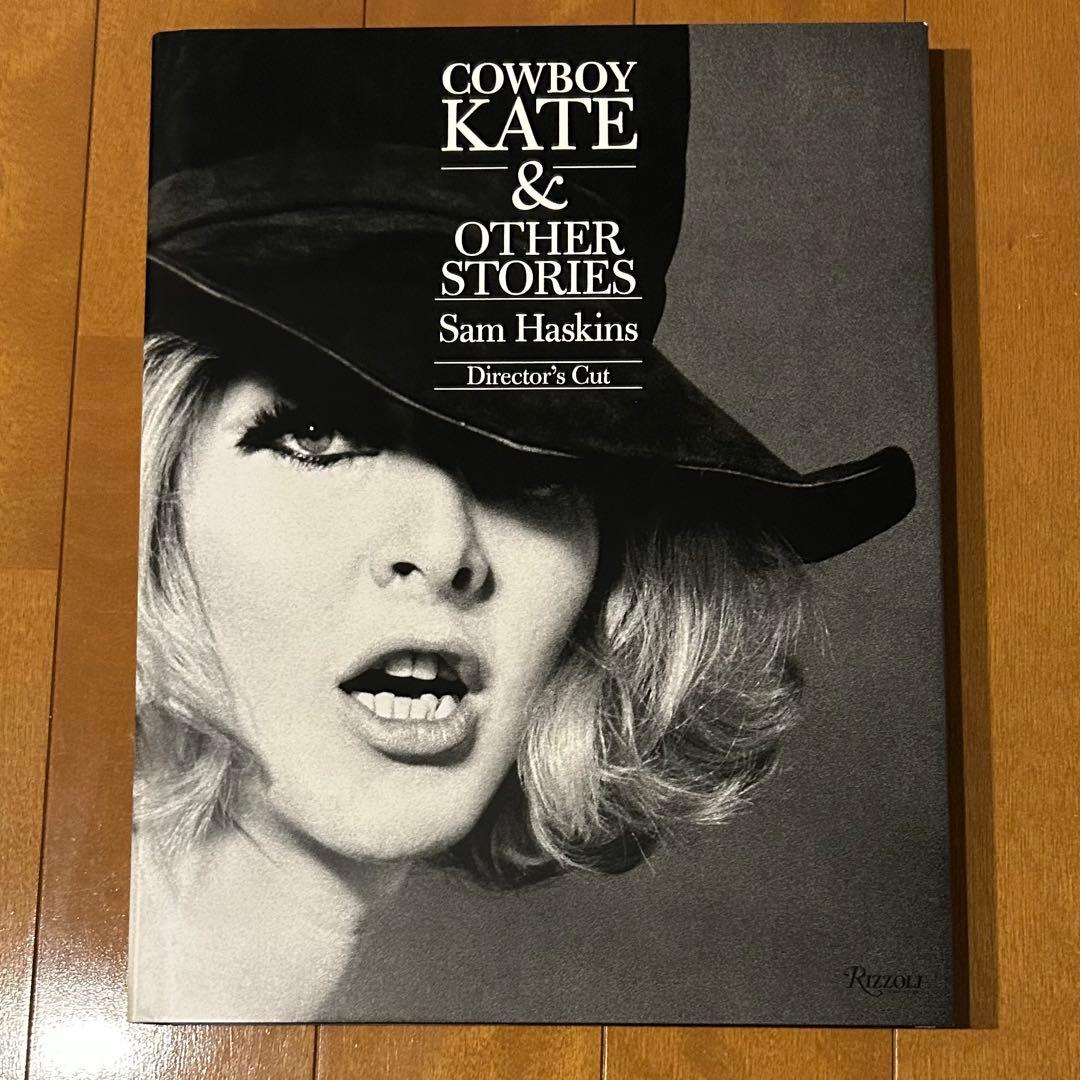 COWBOY
KATE
&
OTHER
STORIES
Sam Haskins
Director's Cut
RIZZOLI